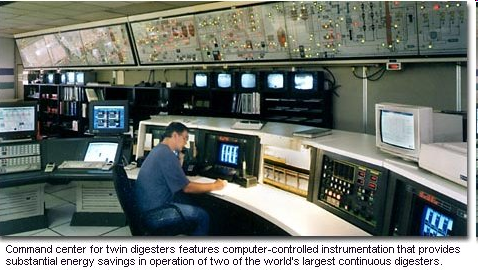 Command center for twin digesters features computer-controlled instrumentation that provides
substantial energy savings in operation of two of the world's largest continuous digesters.